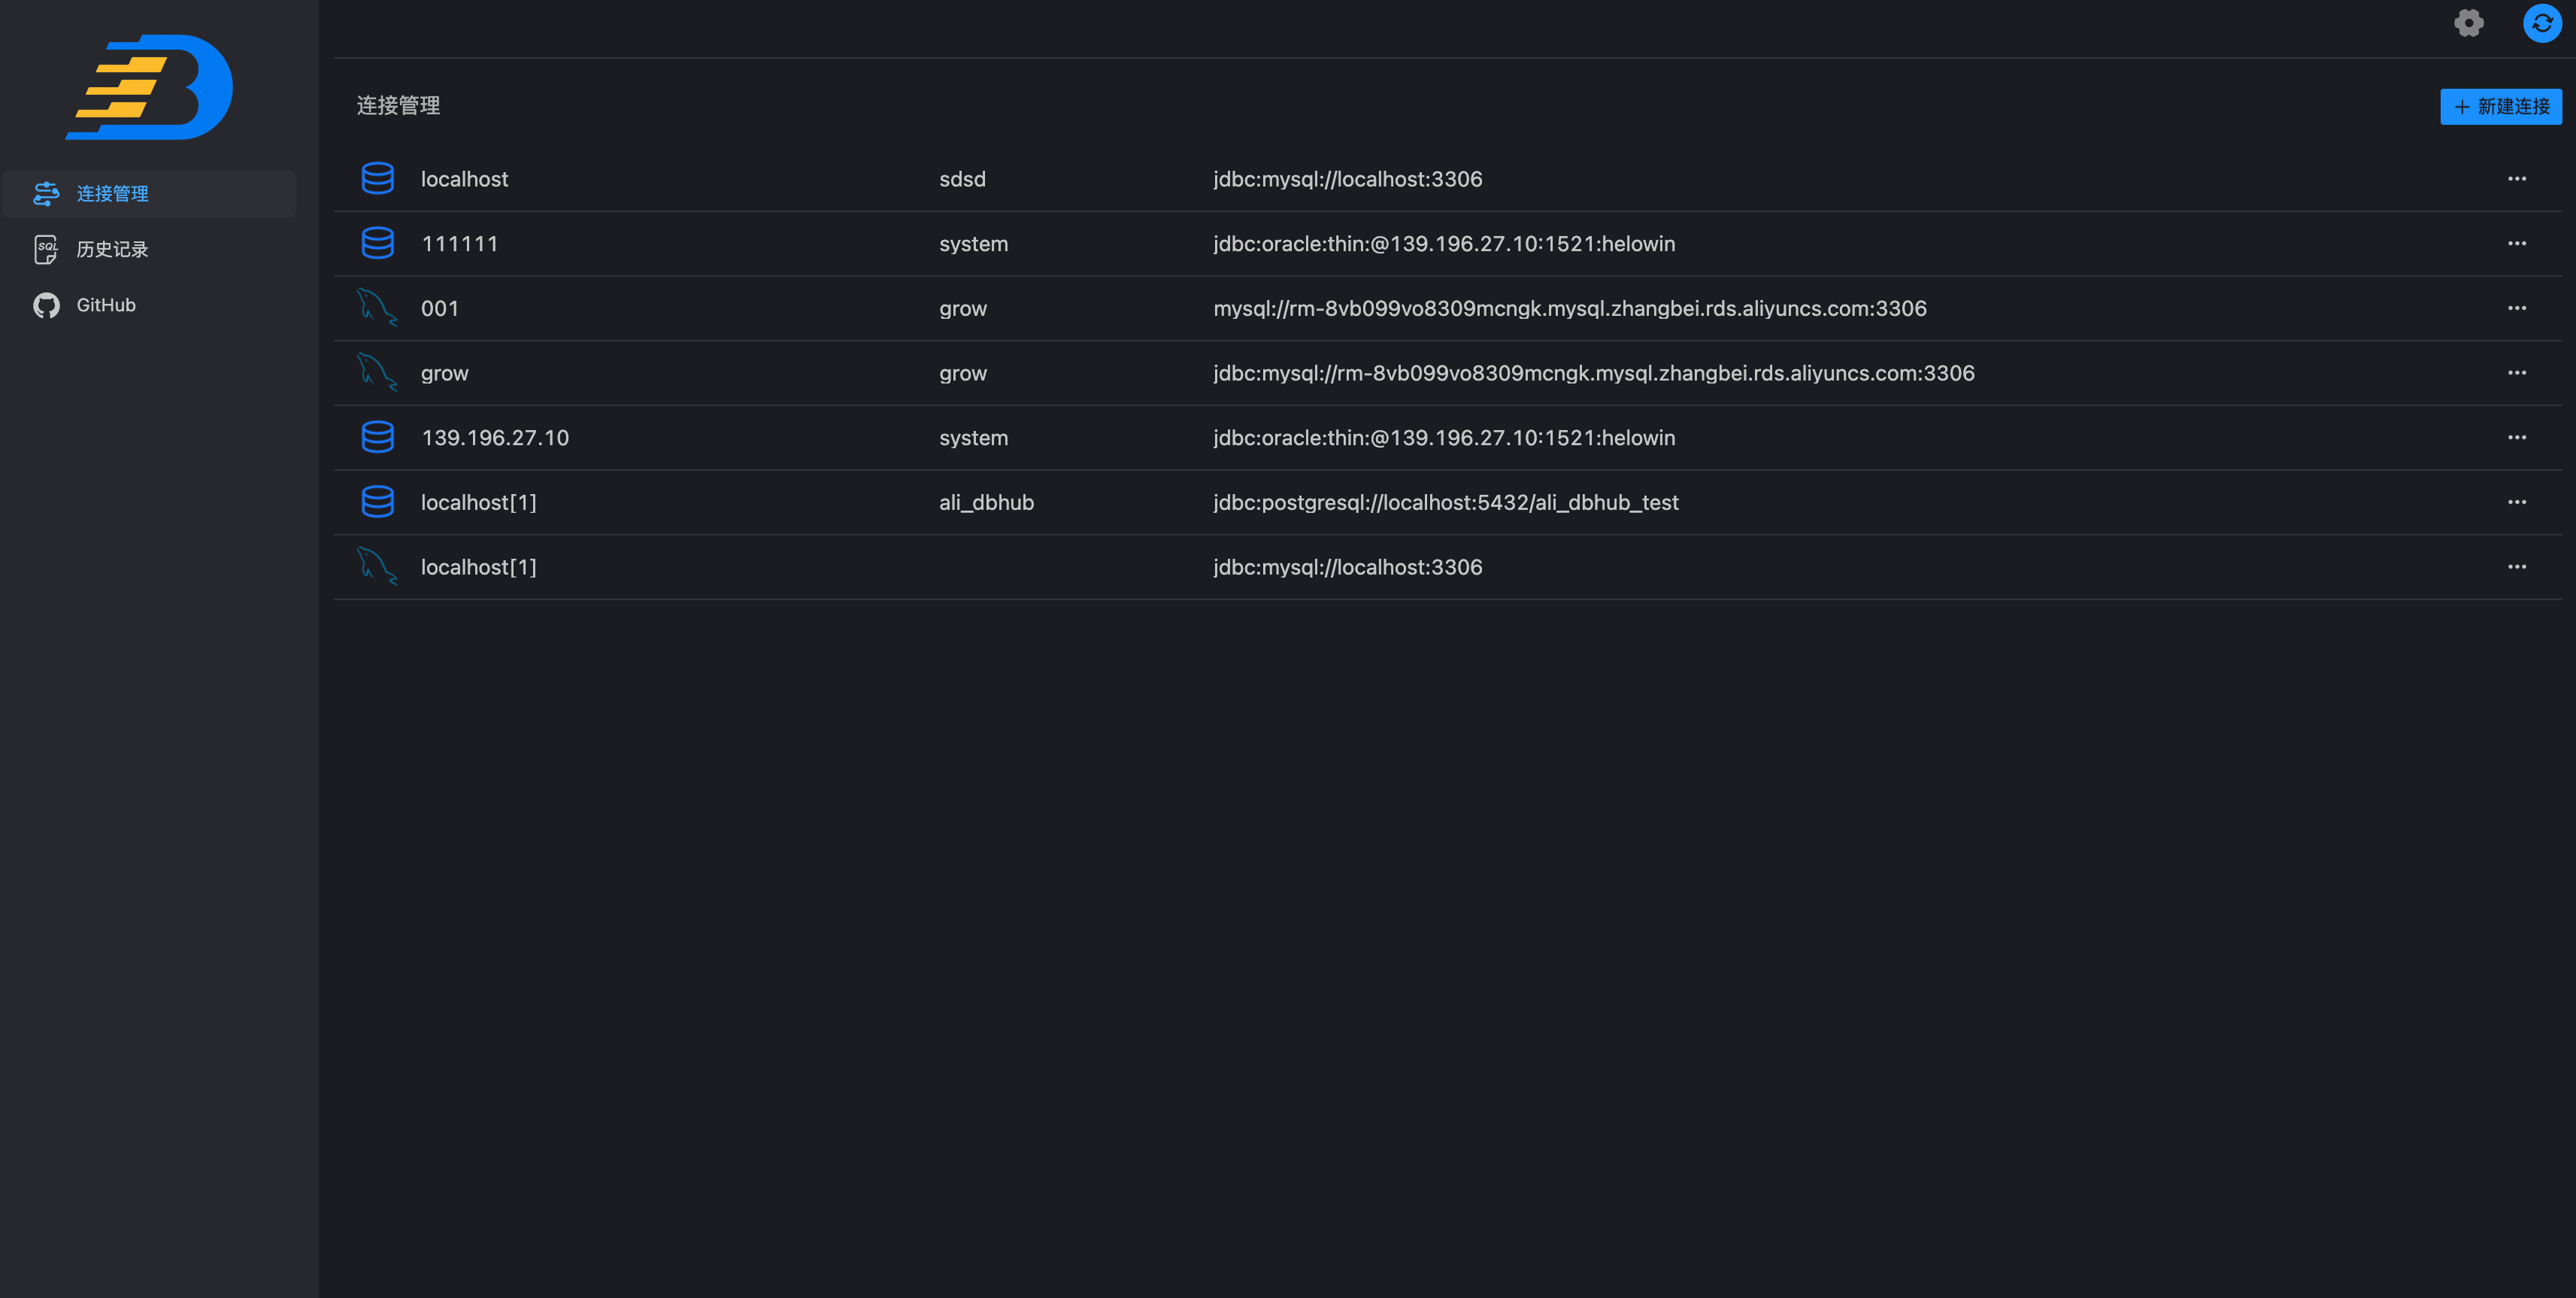 连接管理
历史记录
GitHub
连接管理
新建连接
localhost sdsd jdbc:mysql://localhost:3306
111111 system jdbc:oracle:thin:@139.196.27.10:1521:helowin
001 grow mysql://rm-8vb099vo8309mcngk.mysql.zhangbei.rds.aliyuncs.com:3306
grow grow jdbc:mysql://rm-8vb099vo8309mcngk.mysql.zhangbei.rds.aliyuncs.com:3306
139.196.27.10 system jdbc:oracle:thin:@139.196.27.10:1521:helowin
localhost[1] ali_dbhub jdbc:postgresql://localhost:5432/ali_dbhub_test
localhost[1] jdbc:mysql://localhost:3306